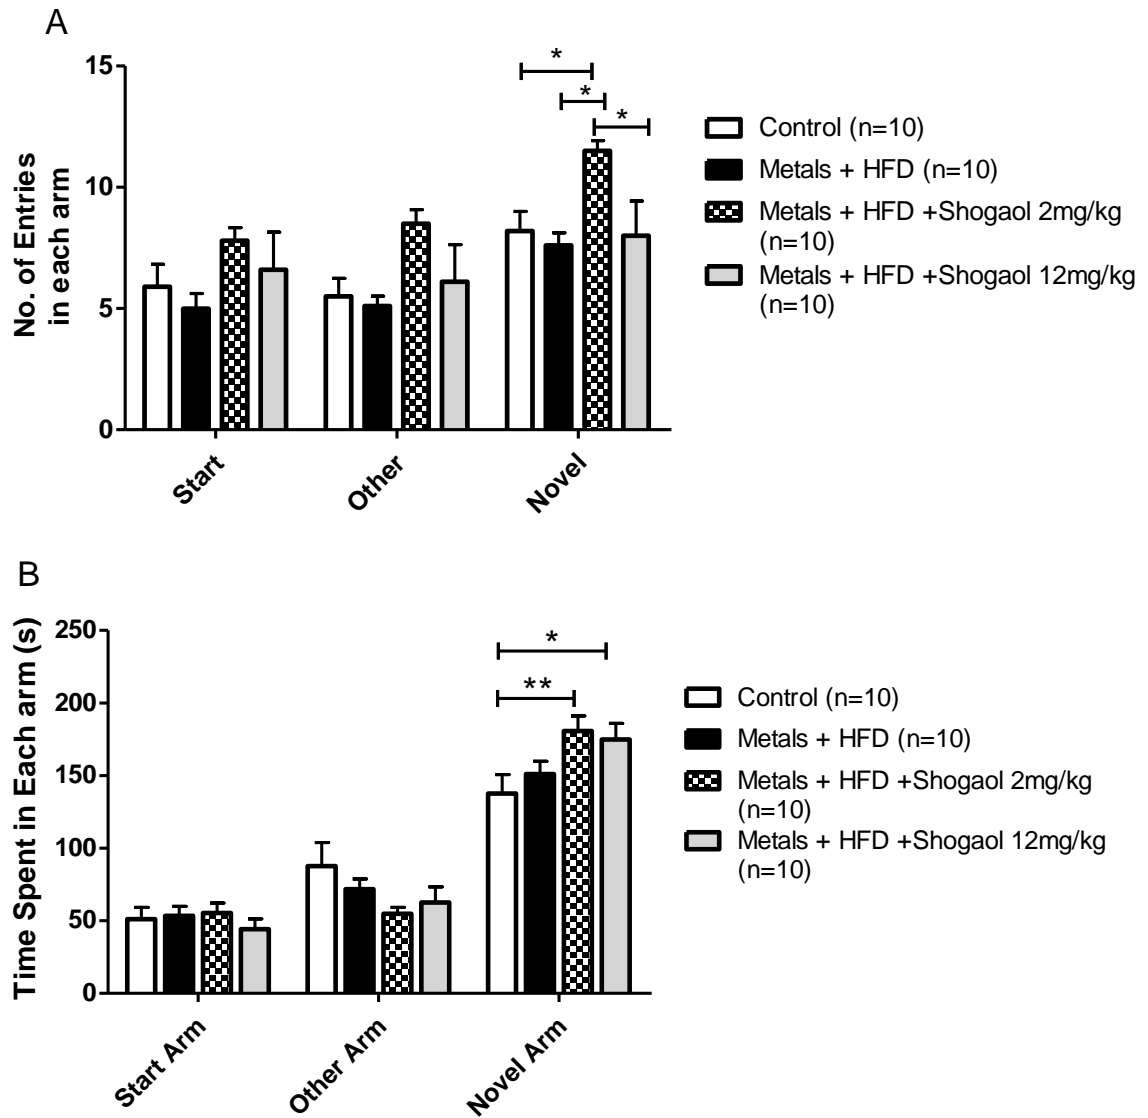 A
15
10
5
0
No. of Entries
in each arm
*
*
*
Start
Other
Novel
Control (n=10)
Metals + HFD (n=10)
Metals + HFD +Shogaol 2mg/kg
(n=10)
Metals + HFD +Shogaol 12mg/kg
(n=10)
B
250
200
150
100
50
0
Time Spent in Each arm (s)
*
**
Start Arm
Other Arm
Novel Arm
Control (n=10)
Metals + HFD (n=10)
Metals + HFD +Shogaol 2mg/kg
(n=10)
Metals + HFD +Shogaol 12mg/kg
(n=10)